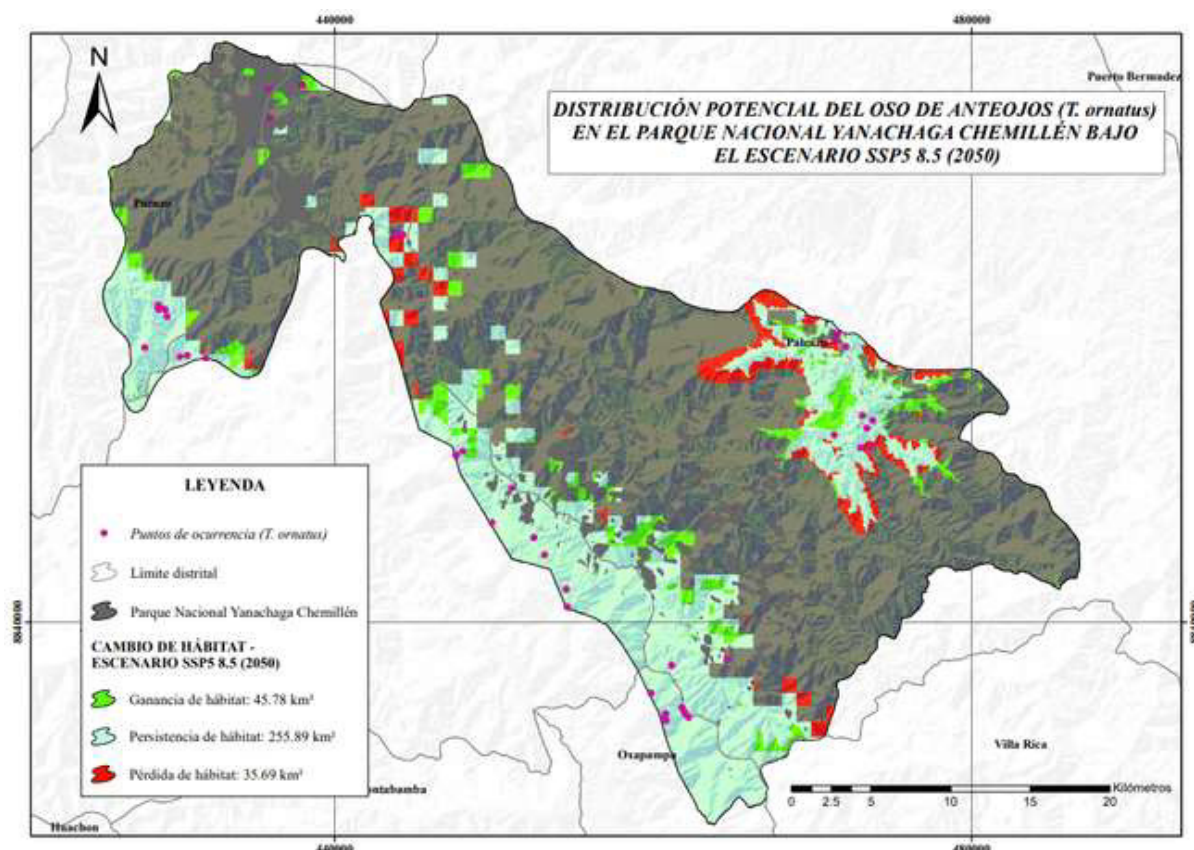 440000
480000
N
Puerto Bermudez
DISTRIBUCIÓN POTENCIAL DEL OSO DE ANTEOJOS (T. ornatus)
EN EL PARQUE NACIONAL YANACHAGA CHEMILLÉN BAJO
EL ESCENARIO SSP5 8.5 (2050)
Pozuzo
Palcazu
LEYENDA
Puntos de ocurrencia (T. ornatus)
Límite distrital
Parque Nacional Yanachaga Chemillén
CAMBIO DE HÁBITAT -
ESCENARIO SSP5 8.5 (2050)
Ganancia de hábitat: 45.78 km²
Persistencia de hábitat: 255.89 km²
Pérdida de hábitat: 35.69 km²
8840000
8840000
Oxapampa
Villa Rica
ontabamba
Huachon
0 2.5 5 10 15 20
Kilómetros
440000
480000